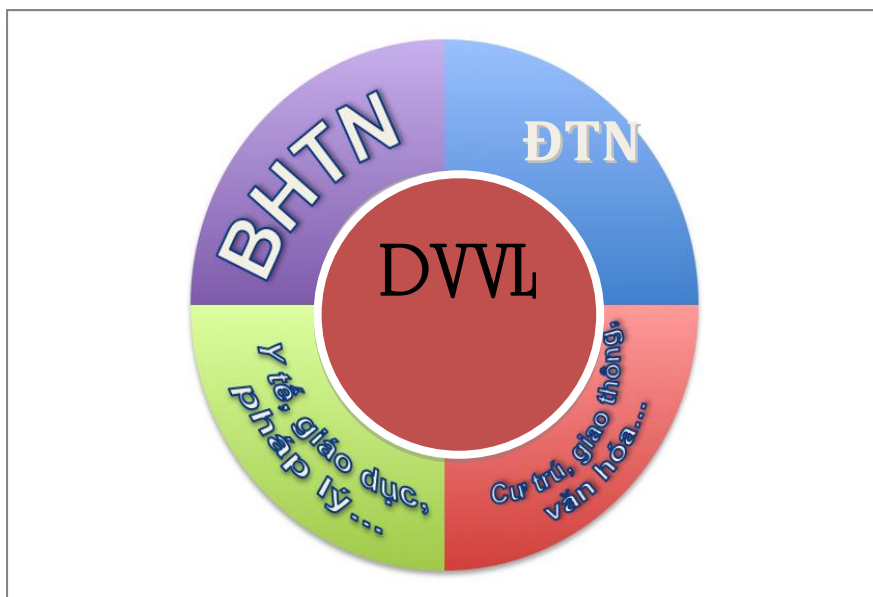 BHTN
ĐTN
DVVL
Y tế, giáo dục,
pháp lý...
Cư trú, giao thông,
văn hóa...